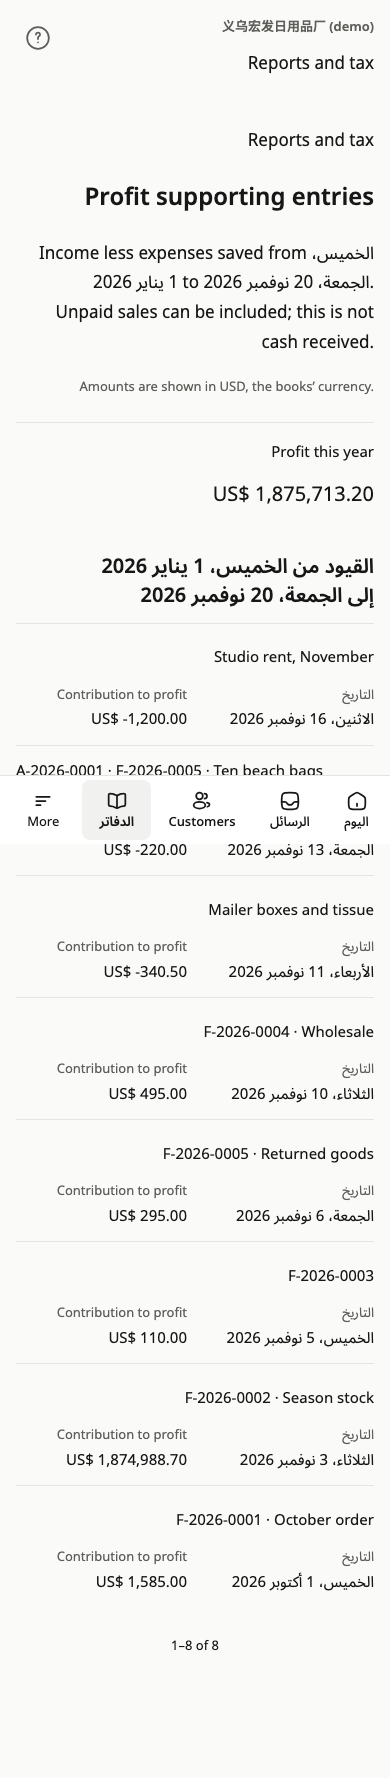 义乌宏发日用品厂 (demo)
Reports and tax
Reports and tax
Profit supporting entries
Income less expenses saved from الخميس،
1 يناير 2026 to الجمعة، 20 نوفمبر 2026.
Unpaid sales can be included; this is not
cash received.
Amounts are shown in USD, the books’ currency.
Profit this year
US$ 1,875,713.20
القيود من الخميس، 1 يناير 2026
إلى الجمعة، 20 نوفمبر 2026
Studio rent, November
التاريخ
Contribution to profit
الاثنين، 16 نوفمبر 2026
US$ -1,200.00
A-2026-0001 · F-2026-0005 · Ten beach bags
اليوم
الرسائل
Customers
الدفاتر
More
الجمعة، 13 نوفمبر 2026
US$ -220.00
Mailer boxes and tissue
التاريخ
Contribution to profit
الأربعاء، 11 نوفمبر 2026
US$ -340.50
F-2026-0004 · Wholesale
التاريخ
Contribution to profit
الثلاثاء، 10 نوفمبر 2026
US$ 495.00
F-2026-0005 · Returned goods
التاريخ
Contribution to profit
الجمعة، 6 نوفمبر 2026
US$ 295.00
F-2026-0003
التاريخ
Contribution to profit
الخميس، 5 نوفمبر 2026
US$ 110.00
F-2026-0002 · Season stock
التاريخ
Contribution to profit
الثلاثاء، 3 نوفمبر 2026
US$ 1,874,988.70
F-2026-0001 · October order
التاريخ
Contribution to profit
الخميس، 1 أكتوبر 2026
US$ 1,585.00
1–8 of 8